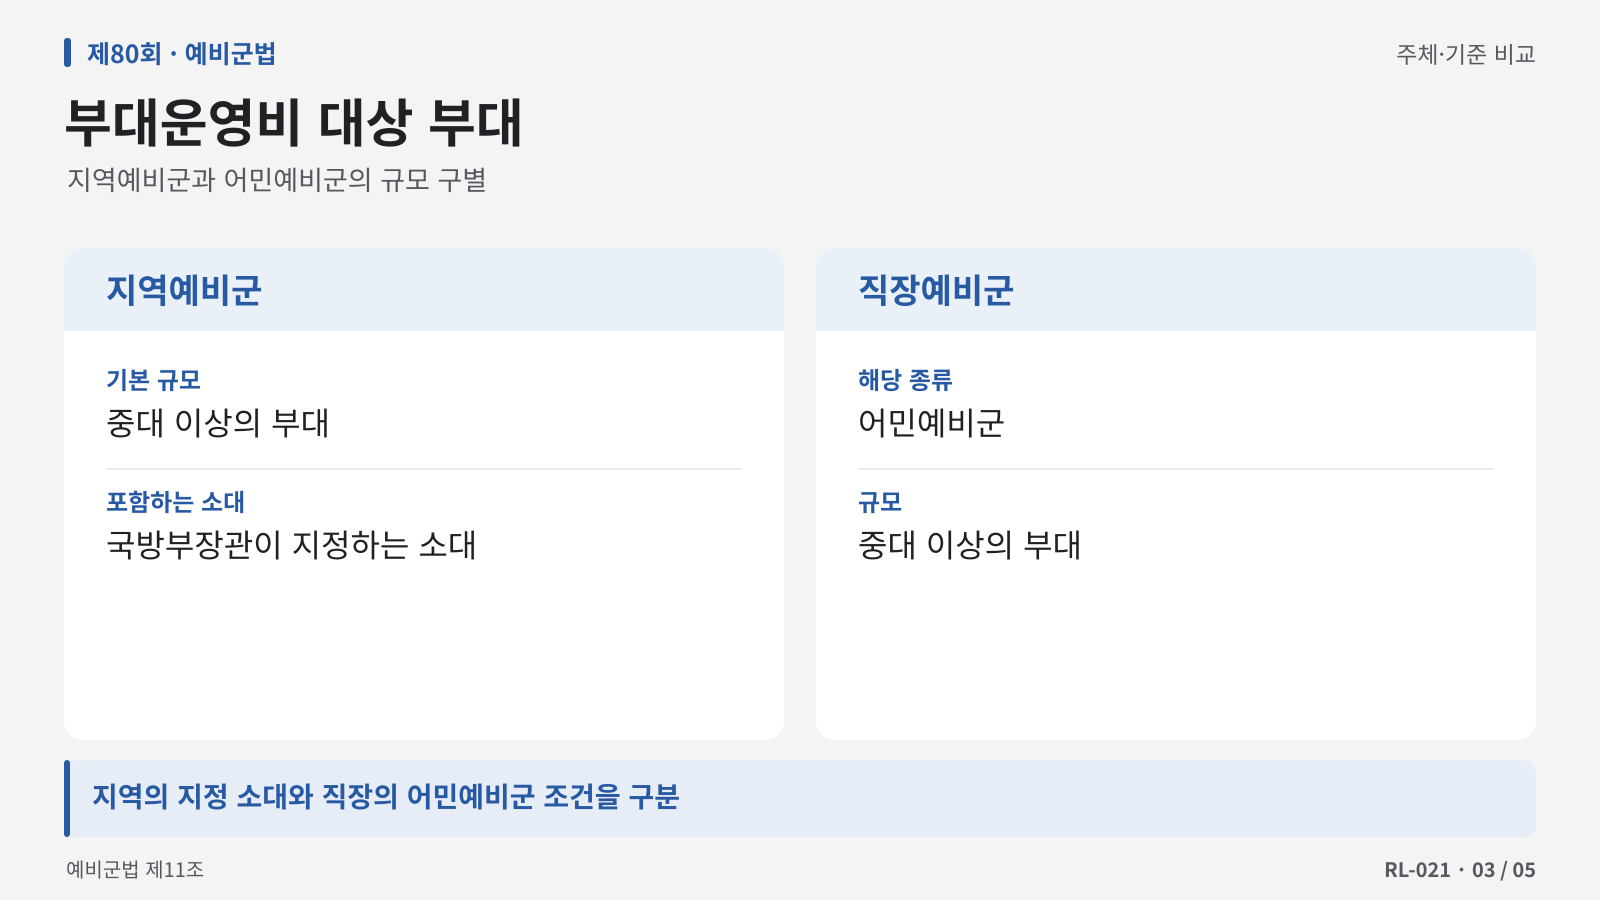 제80회 · 예비군법
주체·기준 비교
부대운영비 대상 부대
지역예비군과 어민예비군의 규모 구별
지역예비군
기본 규모
중대 이상의 부대
포함하는 소대
국방부장관이 지정하는 소대
직장예비군
해당 종류
어민예비군
규모
중대 이상의 부대
지역의 지정 소대와 직장의 어민예비군 조건을 구분
예비군법 제11조
RL-021 · 03 / 05